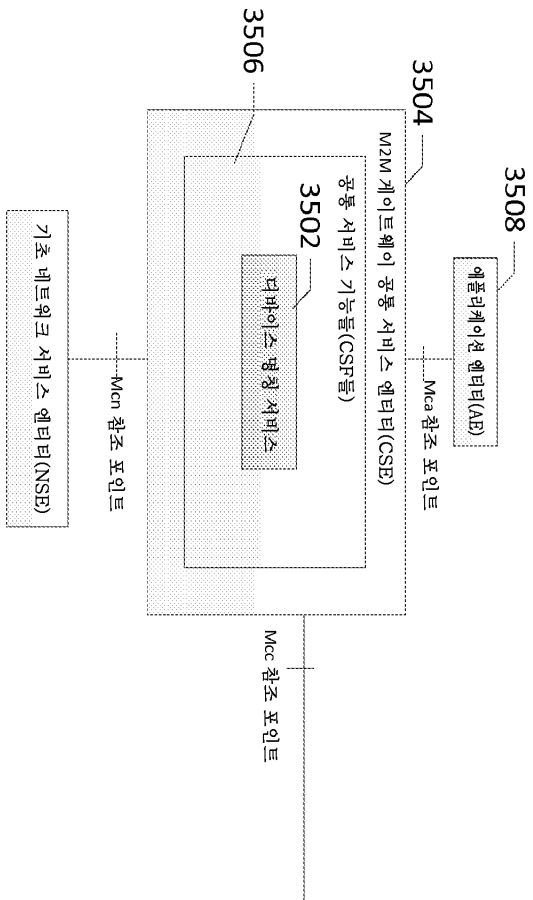 3508
애플리케이션 엔티티(AE)
Mca 참조 포인트
3504
M2M 게이트웨이 공통 서비스 엔티티(CSE)
공통 서비스 기능들(CSF들)
3502
디바이스 명칭 서비스
3506
Mcc 참조 포인트
Mcn 참조 포인트
기초 네트워크 서비스 엔티티(NSE)